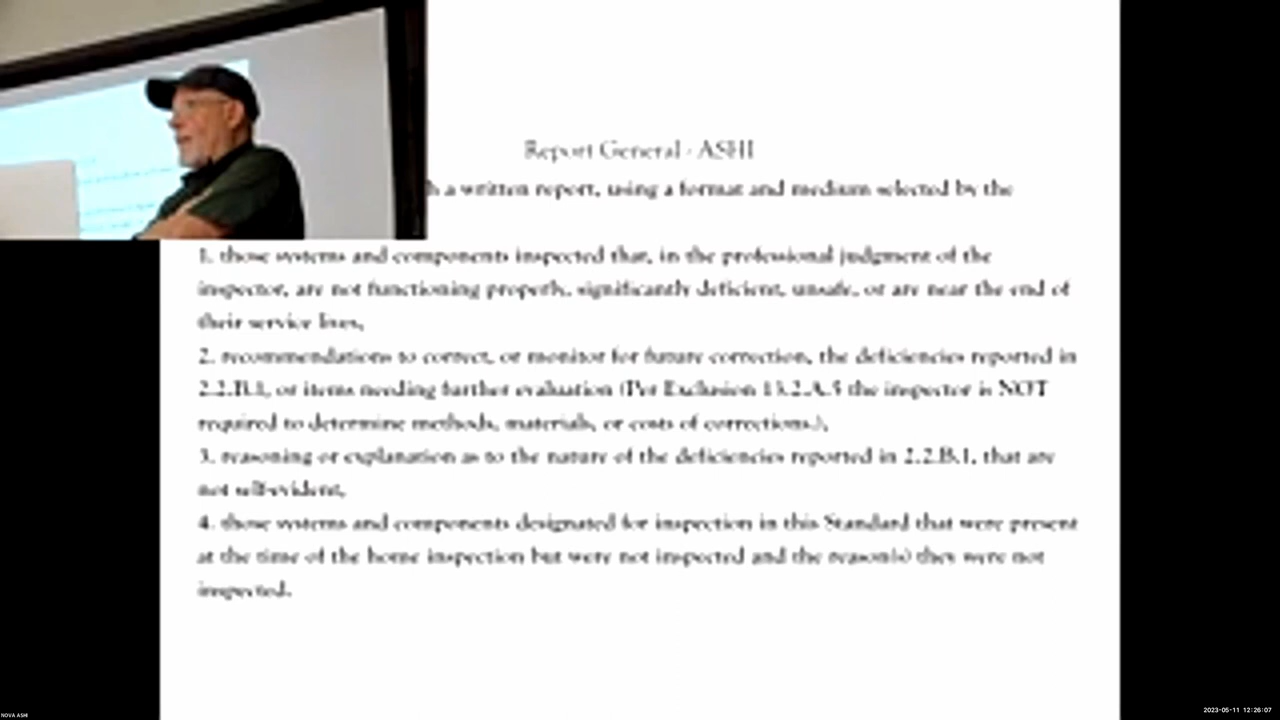 Report General - ASHI
h a written report, using a format and medium selected by the
1. those systems and components inspected that, in the professional judgment of the
inspector, are not functioning properly, significantly deficient, unsafe, or are near the end of
their service lives,
2. recommendations to correct, or monitor for future correction, the deficiencies reported in
2.2.B.1, or items needing further evaluation (Per Exclusion 13.2.A.5 the inspector is NOT
required to determine methods, materials, or costs of corrections.),
3. reasoning or explanation as to the nature of the deficiencies reported in 2.2.B.1, that are
not self-evident,
4. those systems and components designated for inspection in this Standard that were present
at the time of the home inspection but were not inspected and the reason(s) they were not
inspected.
NOVA ASHI
2023-05-11 12:26:07